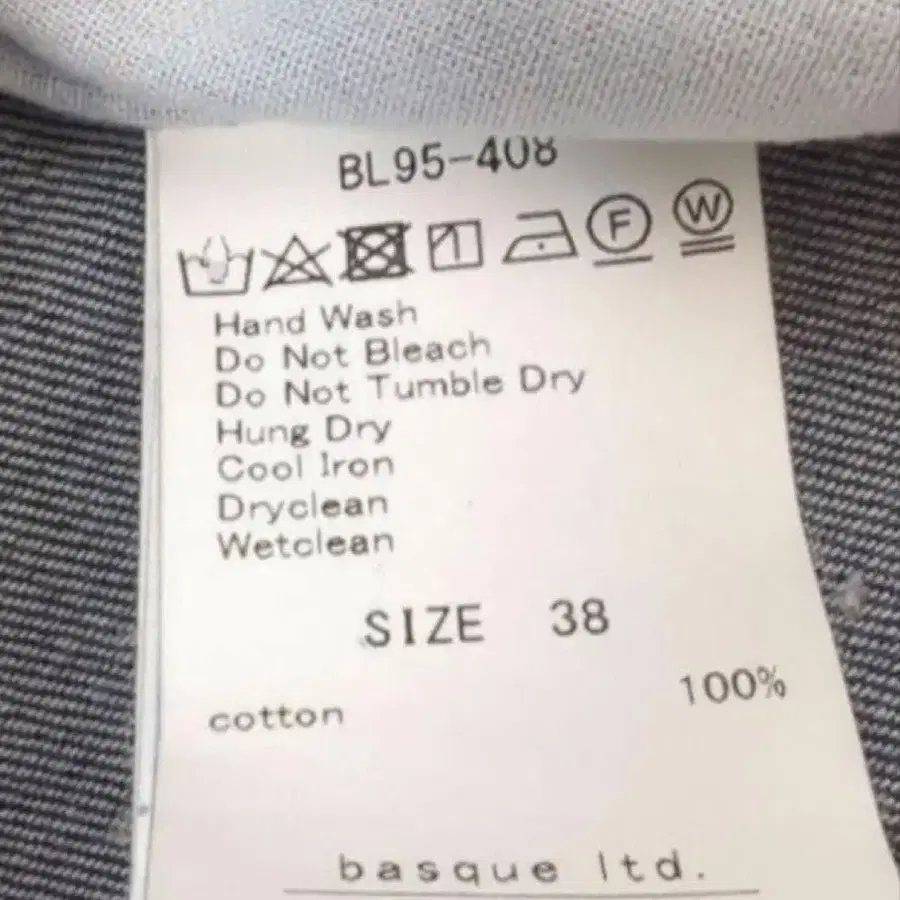 BL95-408
F W
Hand Wash
Do Not Bleach
Do Not Tumble Dry
Hung Dry
Cool Iron
Dryclean
Wetclean
SIZE 38
cotton 100%
basque ltd.